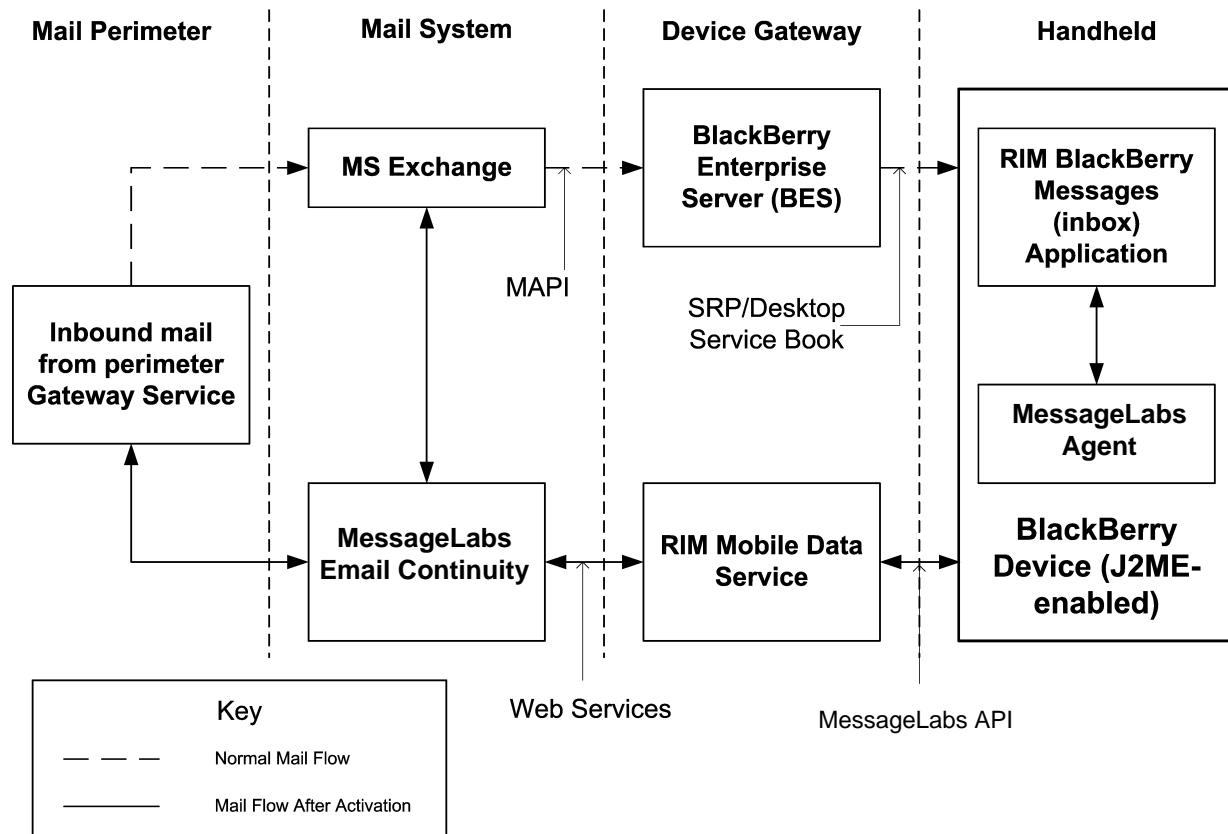 Mail Perimeter
Mail System
Device Gateway
Handheld
MS Exchange
BlackBerry
Enterprise
Server (BES)
RIM BlackBerry
Messages
(inbox)
Application
MAPI
SRP/Desktop
Service Book
Inbound mail
from perimeter
Gateway Service
MessageLabs
Agent
MessageLabs
Email Continuity
RIM Mobile Data
Service
BlackBerry
Device (J2ME-
enabled)
Web Services
MessageLabs API
Key
Normal Mail Flow
Mail Flow After Activation